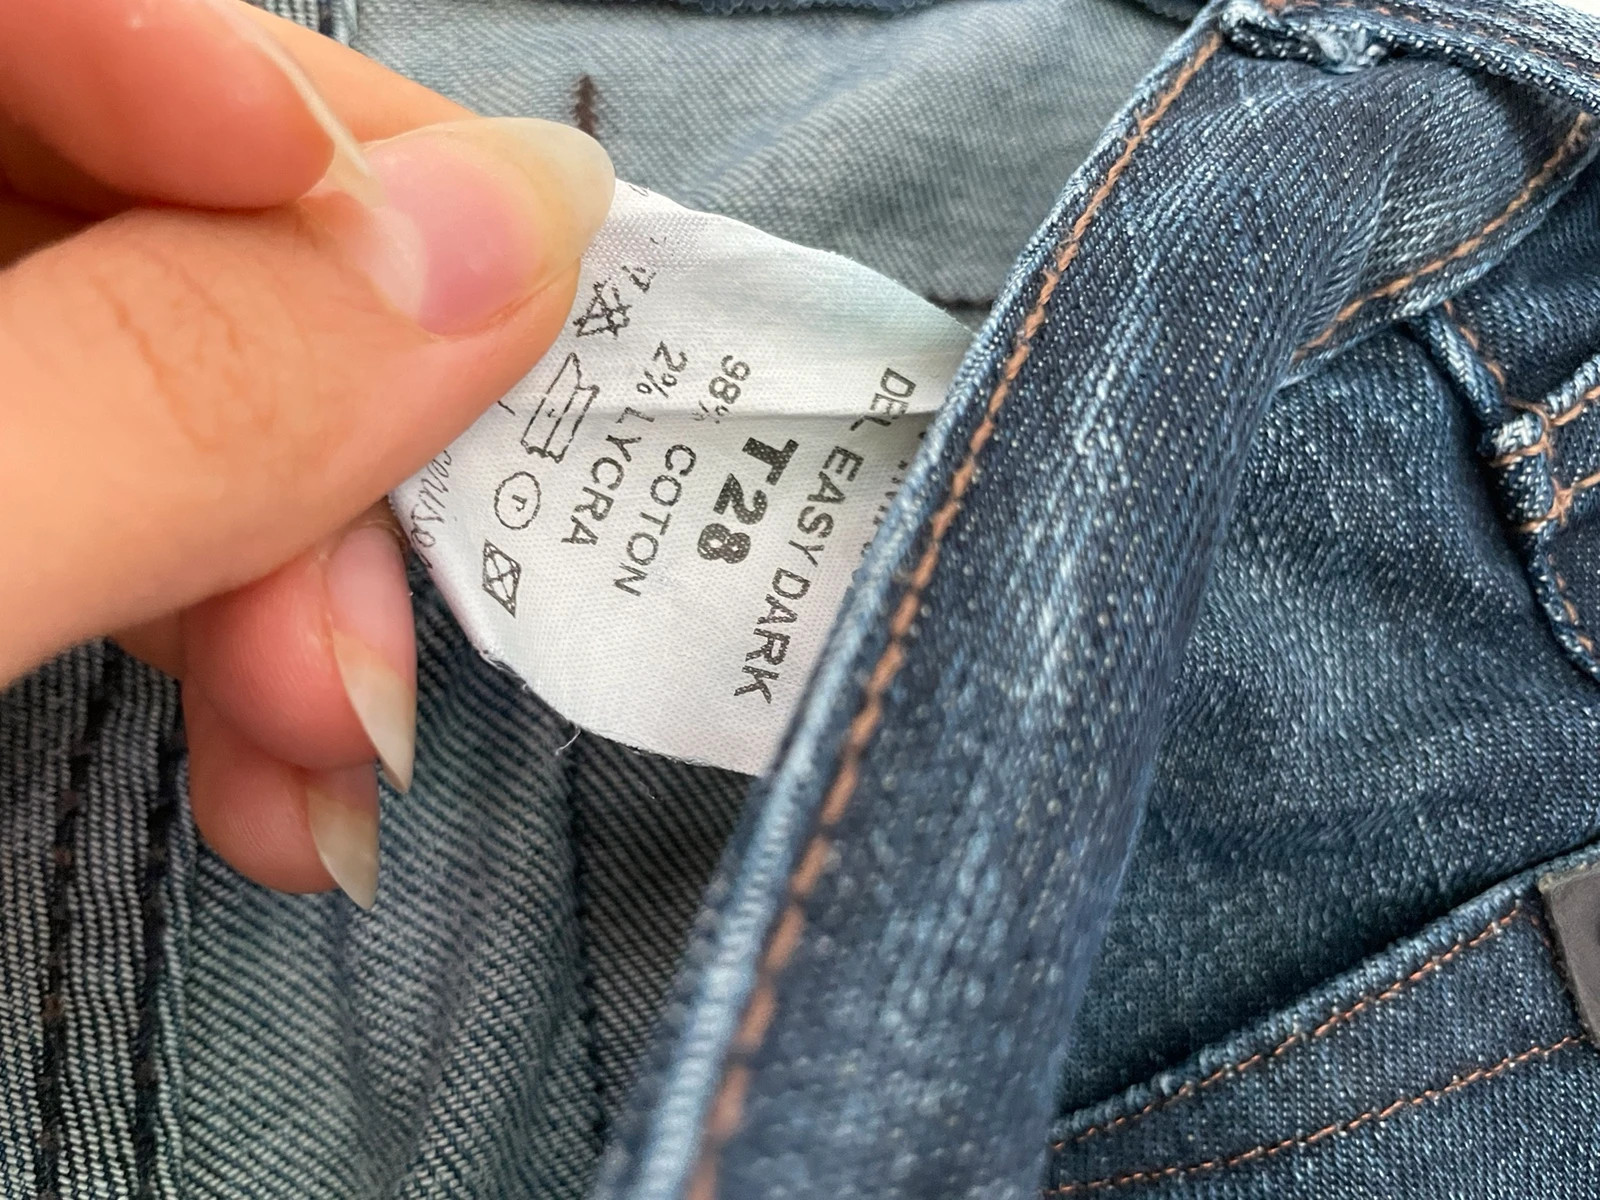 DEL EASY DARK
T28
98% COTON
2% LYCRA